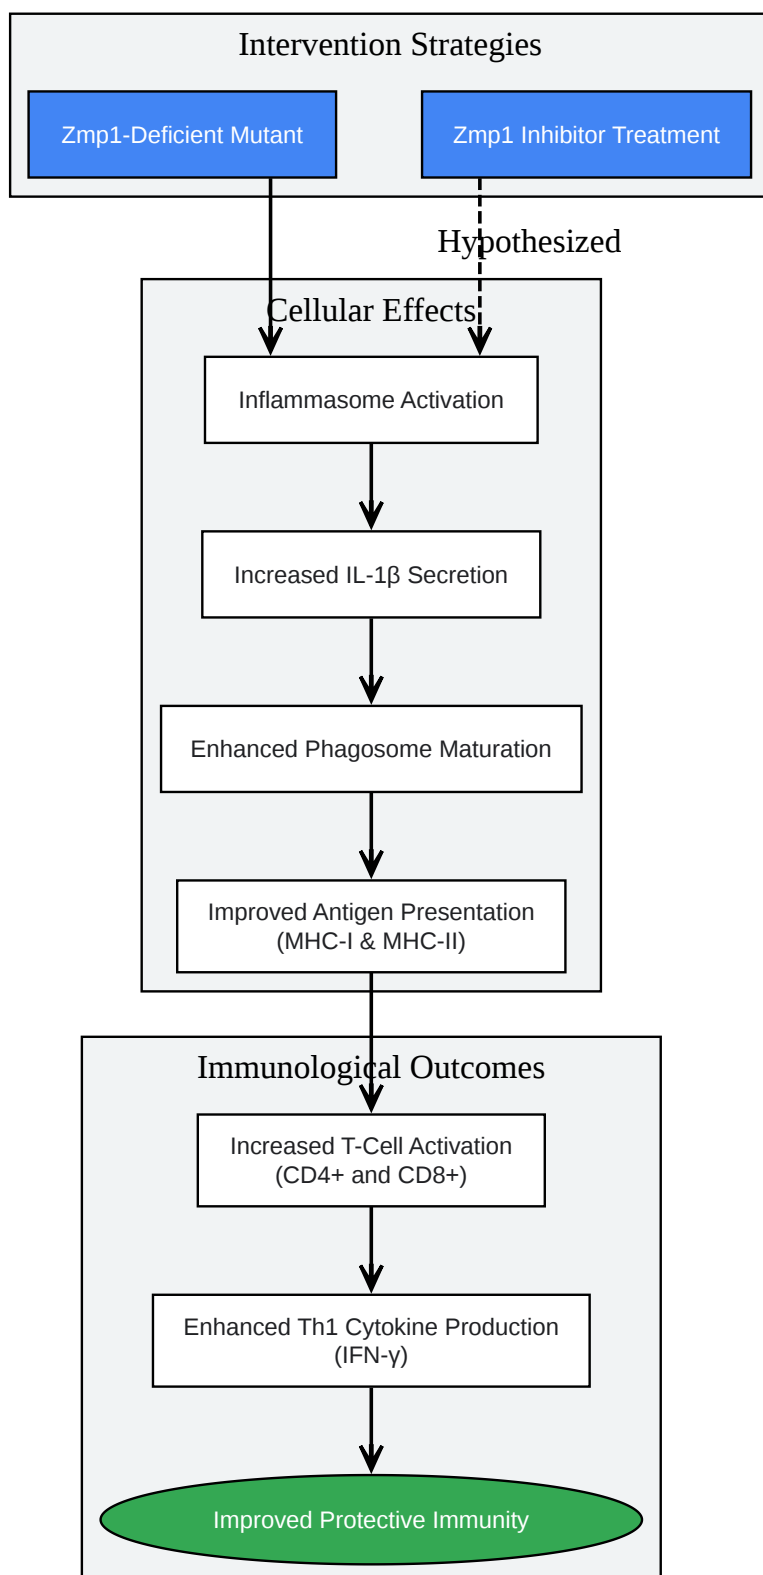 Intervention Strategies
Zmp1-Deficient Mutant
Zmp1 Inhibitor Treatment
Hypothesized
Cellular Effects
Inflammasome Activation
Increased IL-1β Secretion
Enhanced Phagosome Maturation
Improved Antigen Presentation
(MHC-I & MHC-II)
Immunological Outcomes
Increased T-Cell Activation
(CD4+ and CD8+)
Enhanced Th1 Cytokine Production
(IFN-γ)
Improved Protective Immunity